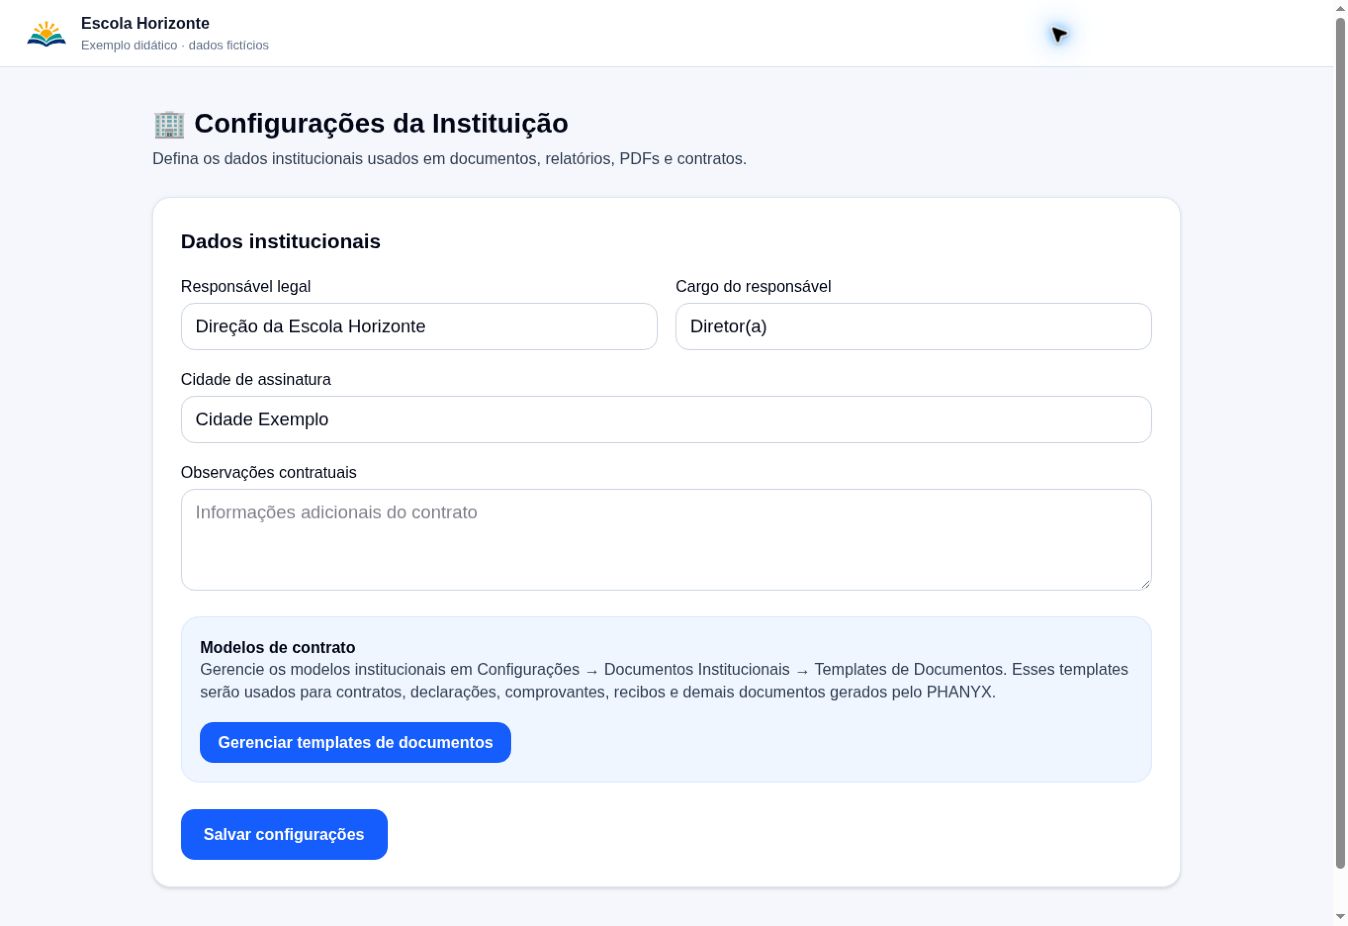 Escola Horizonte
Exemplo didático · dados fictícios
Configurações da Instituição
Defina os dados institucionais usados em documentos, relatórios, PDFs e contratos.
Dados institucionais
Responsável legal
Direção da Escola Horizonte
Cargo do responsável
Diretor(a)
Cidade de assinatura
Cidade Exemplo
Observações contratuais
Informações adicionais do contrato
Modelos de contrato
Gerencie os modelos institucionais em Configurações → Documentos Institucionais → Templates de Documentos. Esses templates
serão usados para contratos, declarações, comprovantes, recibos e demais documentos gerados pelo PHANYX.
Gerenciar templates de documentos
Salvar configurações